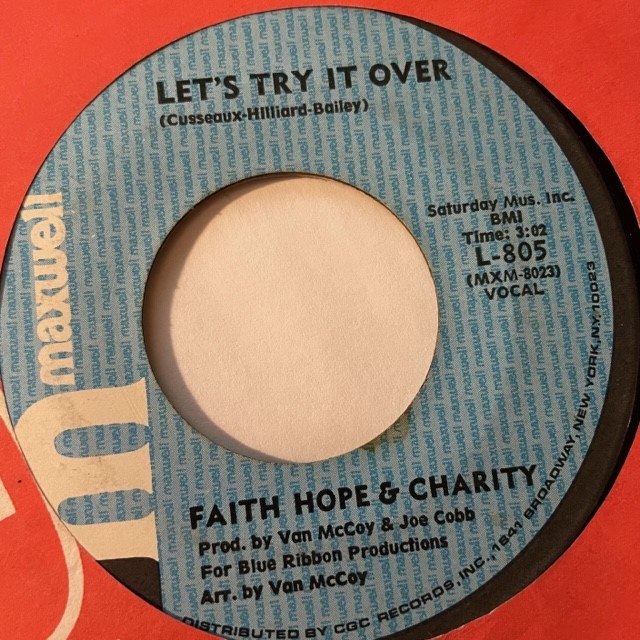 LET'S TRY IT OVER
(Cusseaux-Hilliard-Bailey)
Saturday Mus. Inc.
BMI
Time: 3:02
L-805
(MXM-8023)
VOCAL
maxwell
m
FAITH HOPE & CHARITY
Prod. by Van McCoy & Joe Cobb
For Blue Ribbon Productions
Arr. by Van McCoy
DISTRIBUTED BY CGC RECORDS, INC., 1841 BROADWAY, NEW YORK, N.Y. 10023